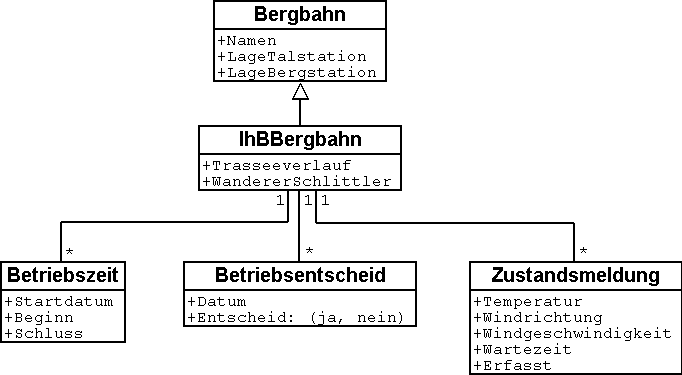 Bergbahn
+Namen
+LageTalstation
+LageBergstation
IhBBergbahn
+Trasseeverlauf
+WandererSchlittler
1 1 1
* * *
Betriebszeit
+Startdatum
+Beginn
+Schluss
Betriebsentscheid
+Datum
+Entscheid: (ja, nein)
Zustandsmeldung
+Temperatur
+Windrichtung
+Windgeschwindigkeit
+Wartezeit
+Erfasst